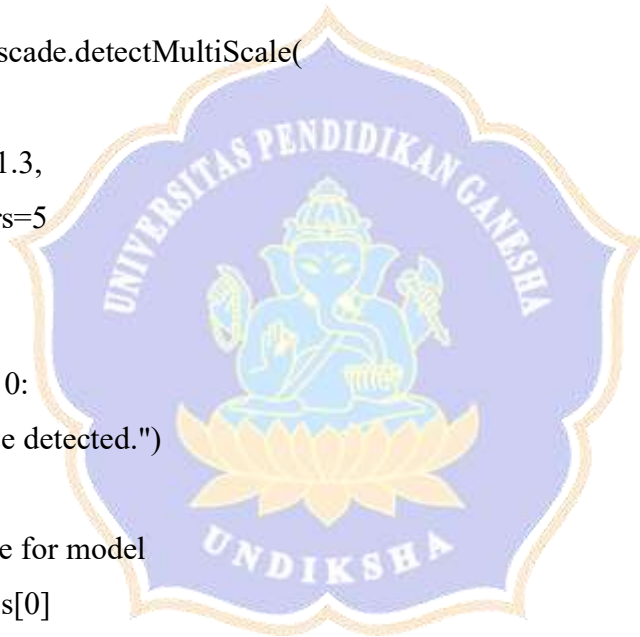 scade.detectMultiScale(
1.3,
UNIVERSITAS PENDIDIKAN GANESHA
rs=5
0:
e detected.")
e for model
UNDIKSHA
s[0]